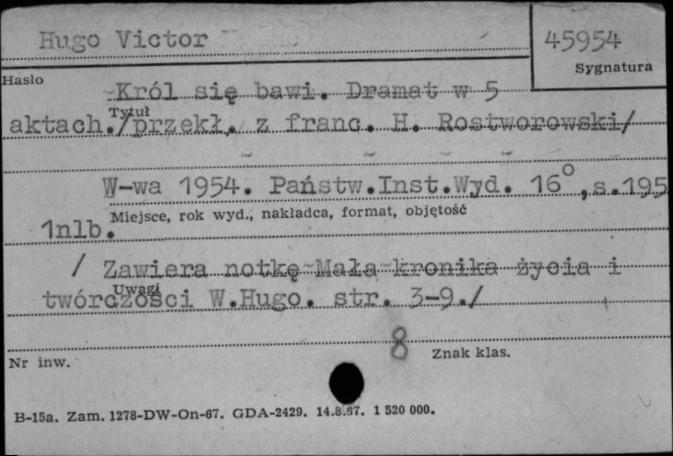 Hugo Victor
45954
Sygnatura
Hasło
Król się bawi. Dramat w 5
Tytuł
aktach./przekł. z franc. H. Rostworowski/
W-wa 1954. Państw.Inst.Wyd. 16°,s.195
Miejsce, rok wyd., nakładca, format, objętość
1nlb.
/ Zawiera notkę Mała kronika życia i
Uwagi
twórczości W.Hugo. str. 3-9./
8
Nr inw.
Znak klas.
B-15a. Zam. 1278-DW-On-67. GDA-2429. 14.8.67. 1 520 000.